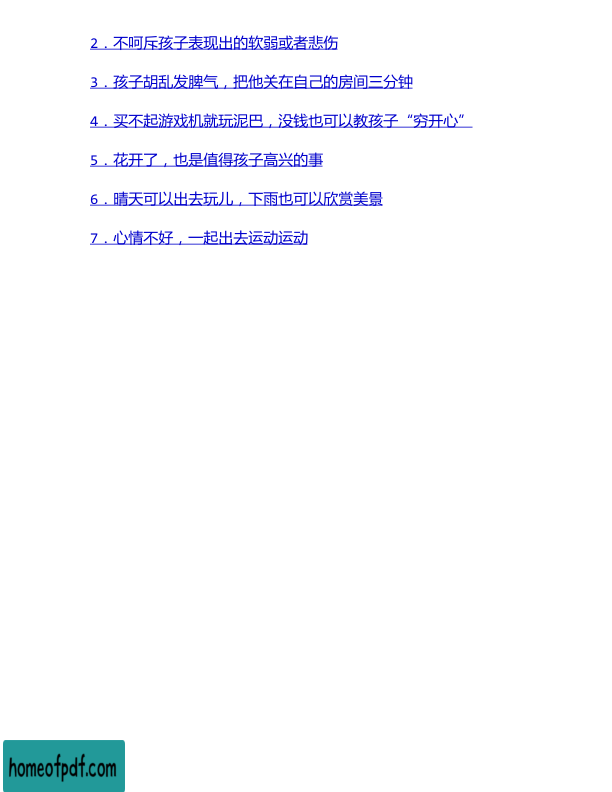 2．不呵斥孩子表现出的软弱或者悲伤
3．孩子胡乱发脾气，把他关在自己的房间三分钟
4．买不起游戏机就玩泥巴，没钱也可以教孩子“穷开心”
5．花开了，也是值得孩子高兴的事
6．晴天可以出去玩儿，下雨也可以欣赏美景
7．心情不好，一起出去运动运动
homeofpdf.com